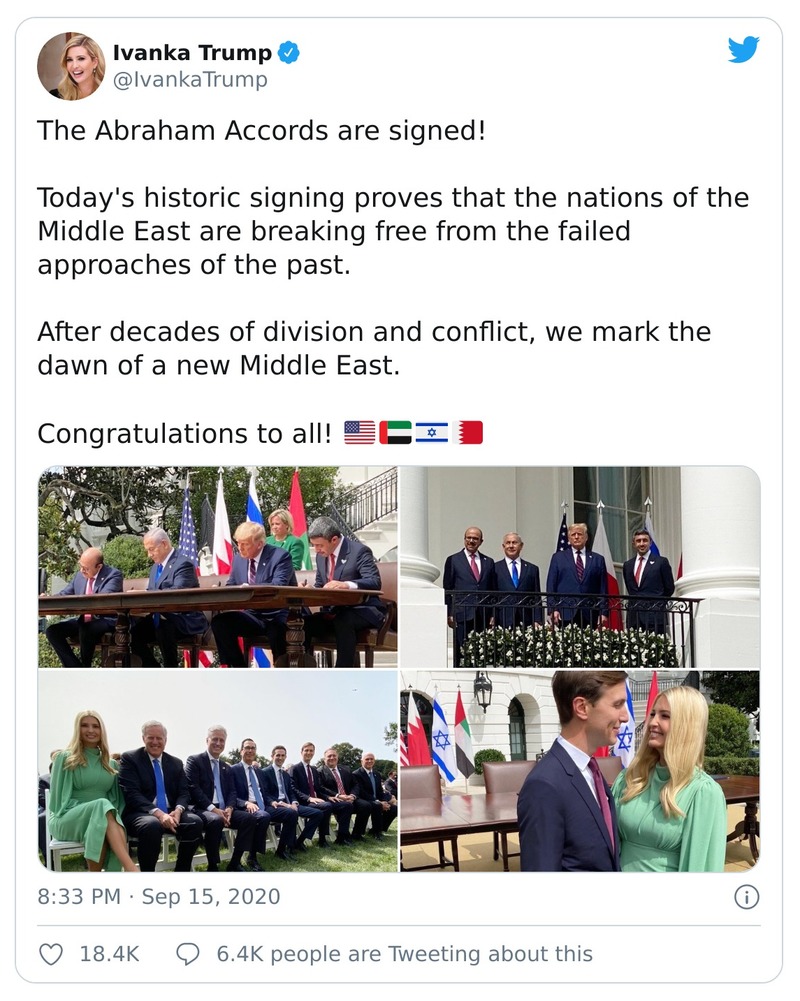 Ivanka Trump
@IvankaTrump
The Abraham Accords are signed!
Today's historic signing proves that the nations of the
Middle East are breaking free from the failed
approaches of the past.
After decades of division and conflict, we mark the
dawn of a new Middle East.
Congratulations to all! 🇺🇸🇦🇪🇮🇱🇧🇭
8:33 PM · Sep 15, 2020
18.4K
6.4K people are Tweeting about this